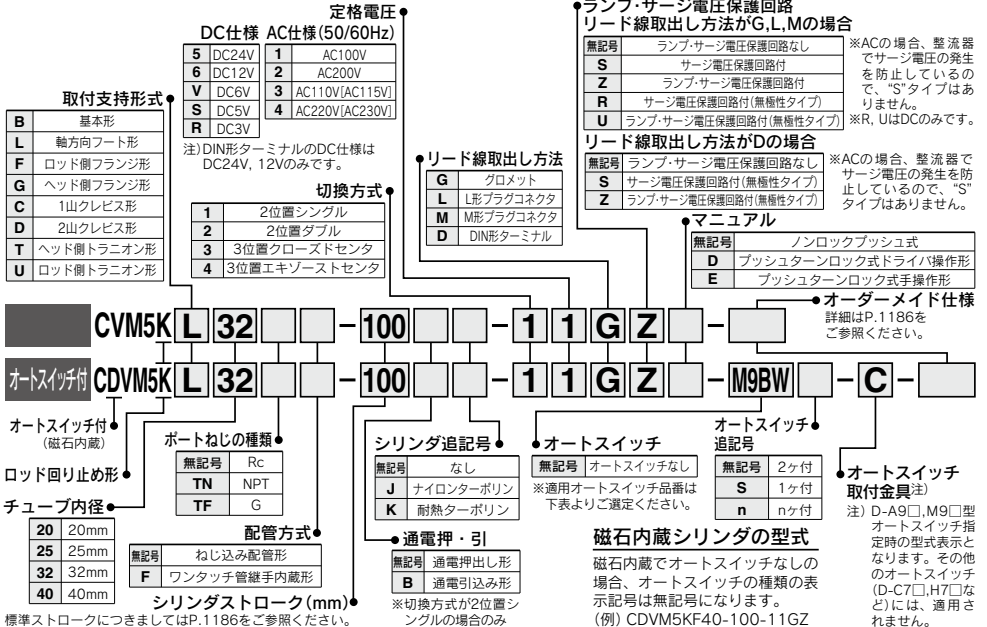 定格電圧
DC仕様 AC仕様(50/60Hz)
5 DC24V 1 AC100V
6 DC12V 2 AC200V
V DC6V 3 AC110V[AC115V]
S DC5V 4 AC220V[AC230V]
R DC3V
注)DIN形ターミナルのDC仕様は
DC24V, 12Vのみです。
ランプ・サージ電圧保護回路
リード線取出し方法がG,L,Mの場合
無記号 ランプ・サージ電圧保護回路なし
S サージ電圧保護回路付
Z ランプ・サージ電圧保護回路付
R サージ電圧保護回路付(無極性タイプ)
U ランプ・サージ電圧保護回路付(無極性タイプ)
※ACの場合、整流器
でサージ電圧の発生
を防止しているの
で、“S”タイプはあ
りません。
※R, UはDCのみです。
リード線取出し方法がDの場合
無記号 ランプ・サージ電圧保護回路なし
S サージ電圧保護回路付(無極性タイプ)
Z ランプ・サージ電圧保護回路付(無極性タイプ)
※ACの場合、整流器で
サージ電圧の発生を防
止しているので、“S”
タイプはありません。
取付支持形式
B 基本形
L 軸方向フート形
F ロッド側フランジ形
G ヘッド側フランジ形
C 1山クレビス形
D 2山クレビス形
T ヘッド側トラニオン形
U ロッド側トラニオン形
切換方式
1 2位置シングル
2 2位置ダブル
3 3位置クローズドセンタ
4 3位置エキゾーストセンタ
リード線取出し方法
G グロメット
L L形プラグコネクタ
M M形プラグコネクタ
D DIN形ターミナル
マニュアル
無記号 ノンロックプッシュ式
D プッシュターンロック式ドライバ操作形
E プッシュターンロック式手操作形
オーダーメイド仕様
詳細はP.1186を
ご参照ください。
CVM5K L 32 - 100 - 1 1 G Z -
オートスイッチ付 CDVM5K L 32 - 100 - 1 1 G Z - M9BW - C -
オートスイッチ付
(磁石内蔵)
ロッド回り止め形
チューブ内径
20 20mm
25 25mm
32 32mm
40 40mm
ポートねじの種類
無記号 Rc
TN NPT
TF G
配管方式
無記号 ねじ込み配管形
F ワンタッチ管継手内蔵形
シリンダストローク(mm)
標準ストロークにつきましてはP.1186をご参照ください。
シリンダ追記号
無記号 なし
J ナイロンターポリン
K 耐熱ターポリン
通電押・引
無記号 通電押出し形
B 通電引込み形
※切換方式が2位置シ
ングルの場合のみ
オートスイッチ
無記号 オートスイッチなし
※適用オートスイッチ品番は
下表よりご選定ください。
オートスイッチ
追記号
無記号 2ヶ付
S 1ヶ付
n nヶ付
磁石内蔵シリンダの型式
磁石内蔵でオートスイッチなしの
場合、オートスイッチの種類の表
示記号は無記号になります。
(例) CDVM5KF40-100-11GZ
オートスイッチ
取付金具注)
注) D-A9□,M9□型
オートスイッチ指
定時の型式表示と
なります。その他
のオートスイッチ
(D-C7□,H7□な
ど)には、適用さ
れません。